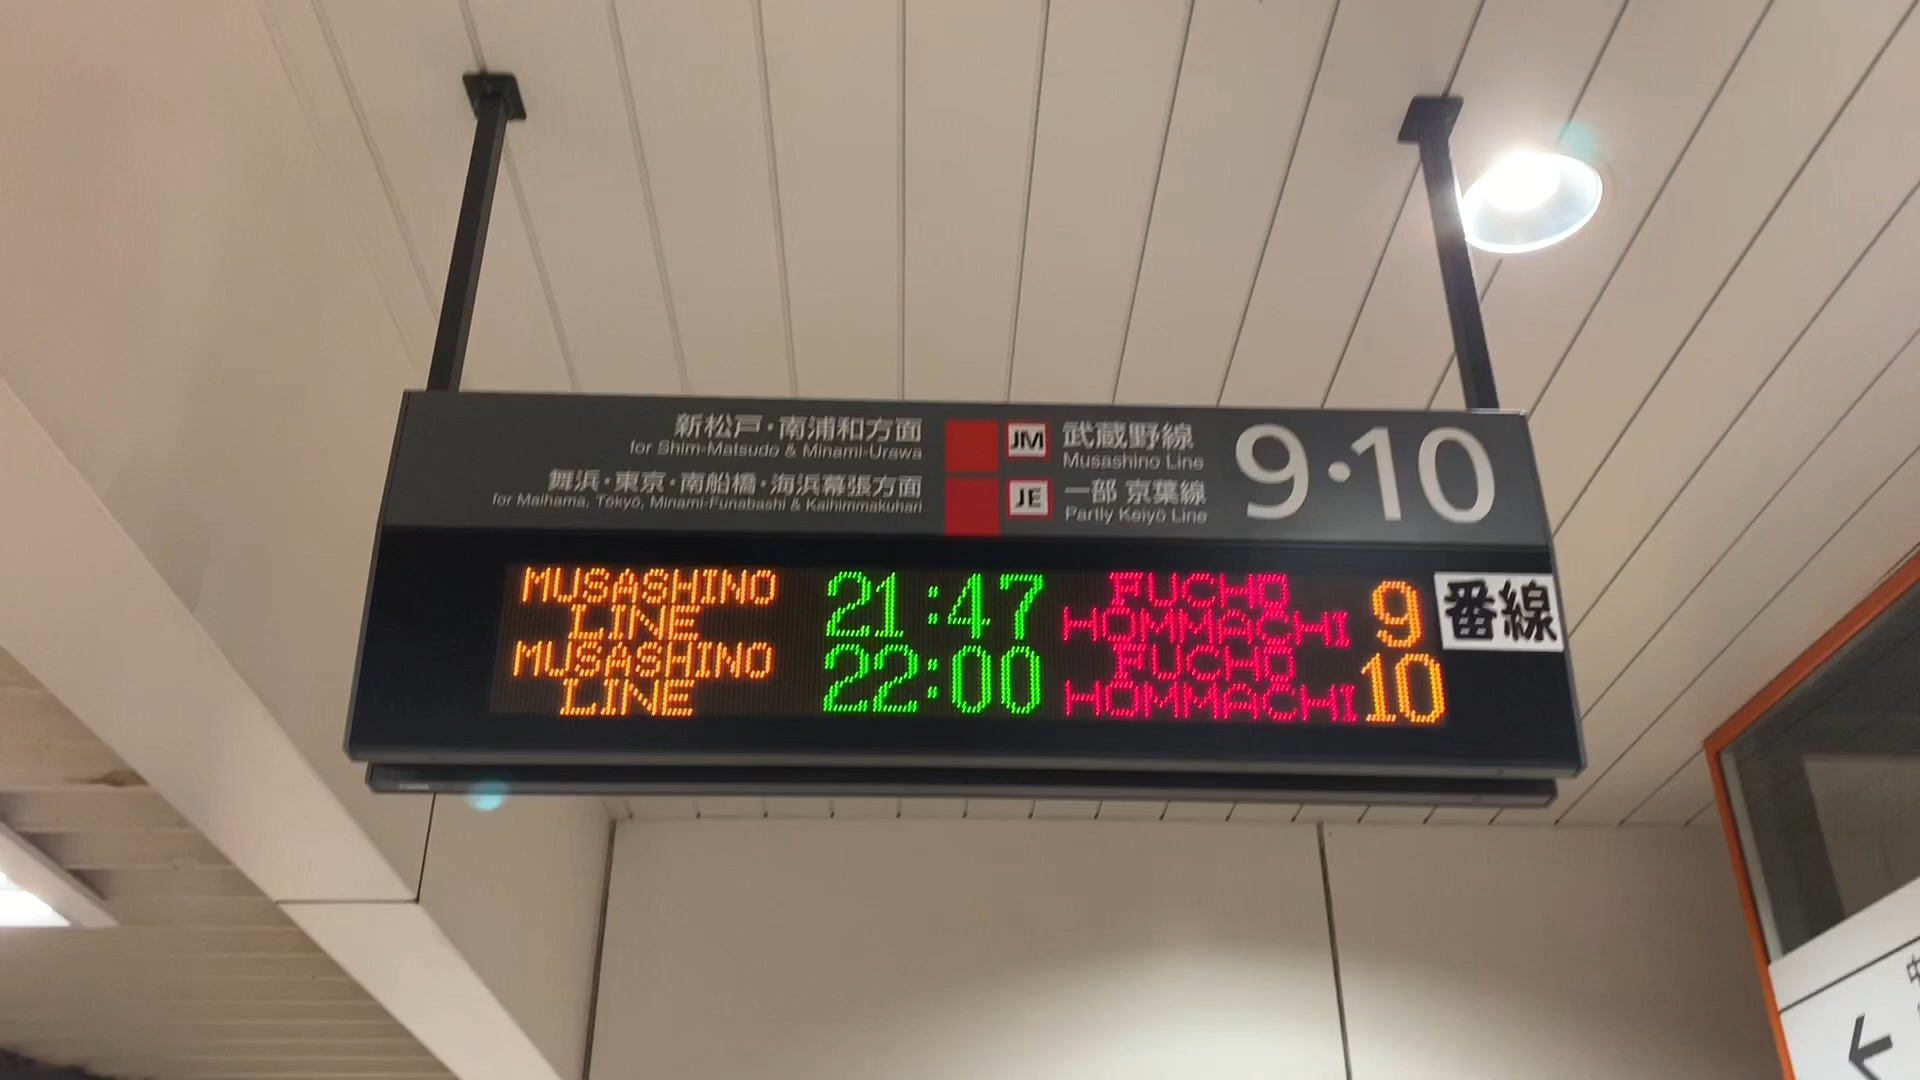 新松戸・南浦和方面
for Shim-Matsudo & Minami-Urawa
舞浜・東京・南船橋・海浜幕張方面
for Maihama, Tōkyō, Minami-Funabashi & Kaihimmakuhari
JM 武蔵野線
Musashino Line
JE 一部 京葉線
Partly Keiyō Line
9・10
MUSASHINO LINE 21:47 FUCHU HOMMACHI 9 番線
MUSASHINO LINE 22:00 FUCHU HOMMACHI 10
←